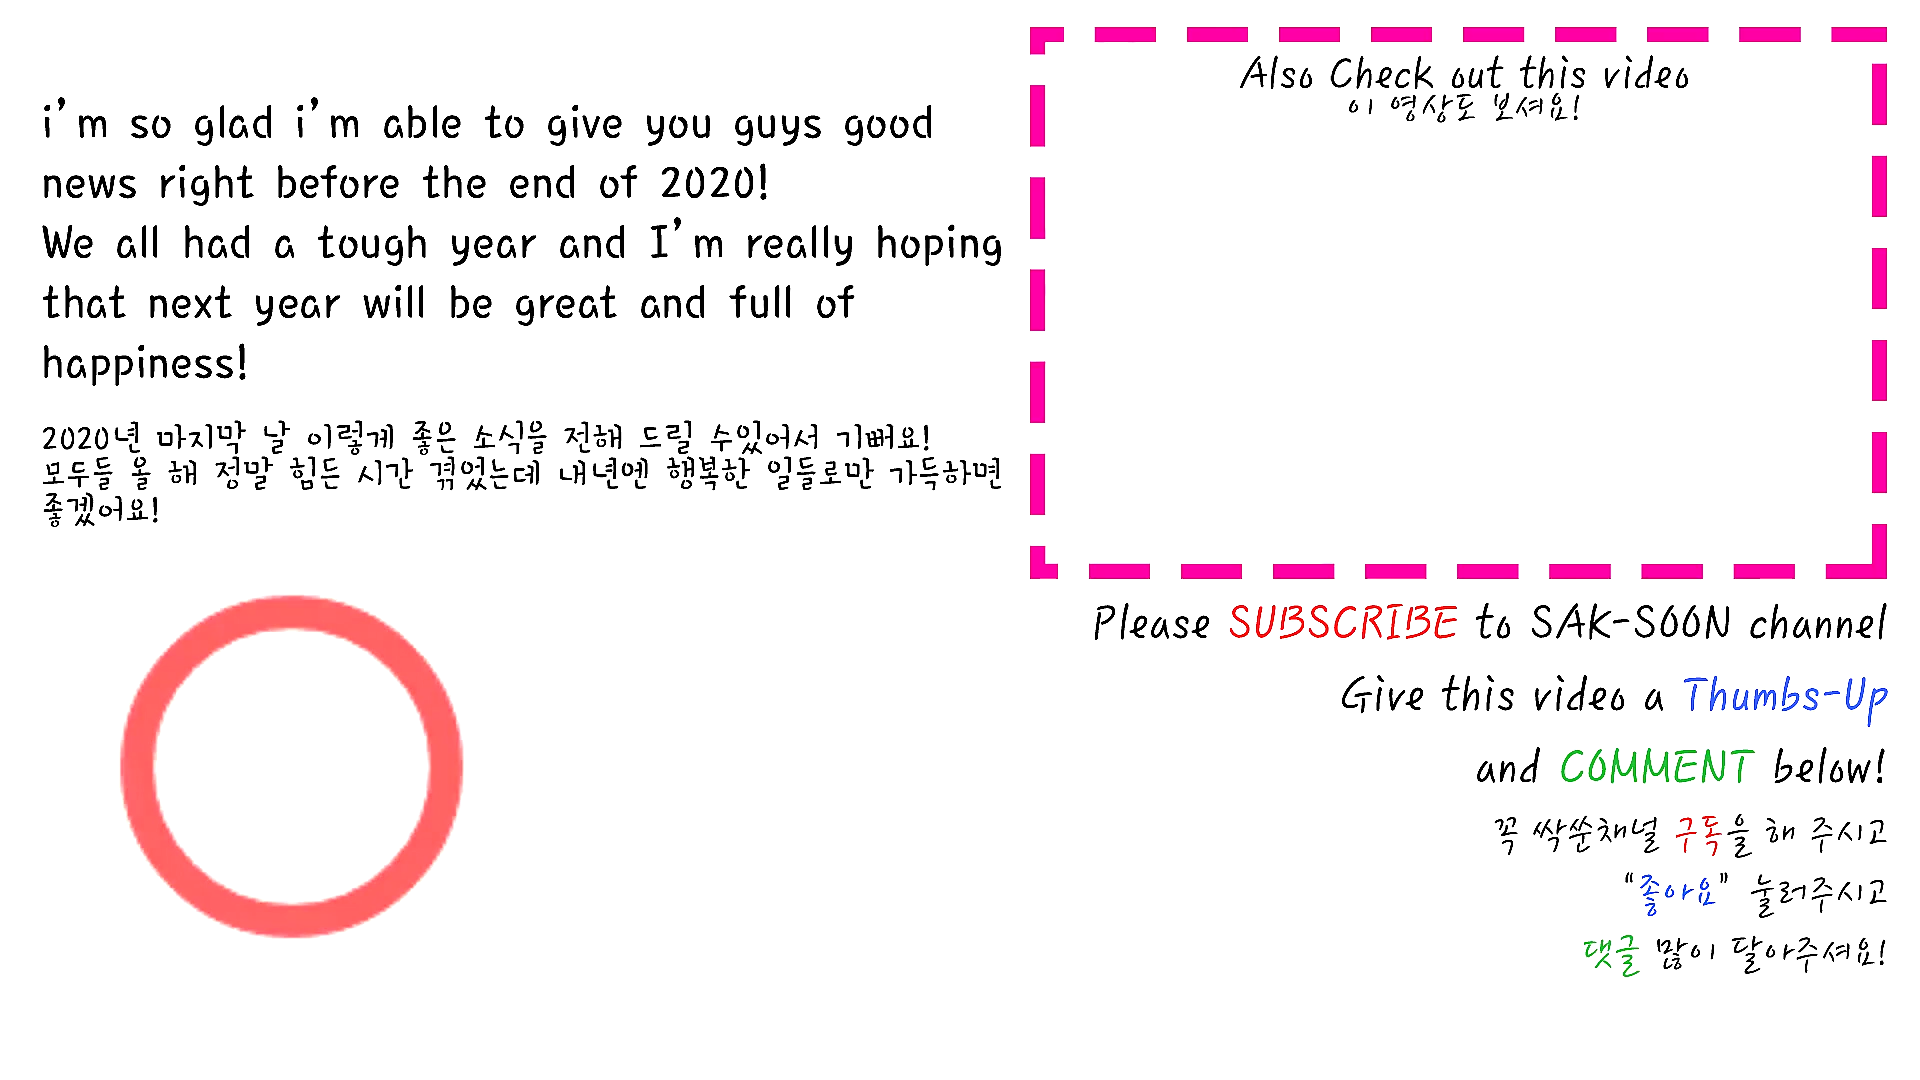 i'm so glad i'm able to give you guys good
news right before the end of 2020!
We all had a tough year and I'm really hoping
that next year will be great and full of
happiness!
2020년 마지막 날 이렇게 좋은 소식을 전해 드릴 수있어서 기뻐요!
모두들 올 해 정말 힘든 시간 겪었는데 내년엔 행복한 일들로만 가득하면
좋겠어요!
Also Check out this video
이 영상도 보셔요!
Please SUBSCRIBE to SAK-SOON channel
Give this video a Thumbs-Up
and COMMENT below!
꼭 싹쑨채널 구독을 해 주시고
"좋아요" 눌러주시고
댓글 많이 달아주셔요!